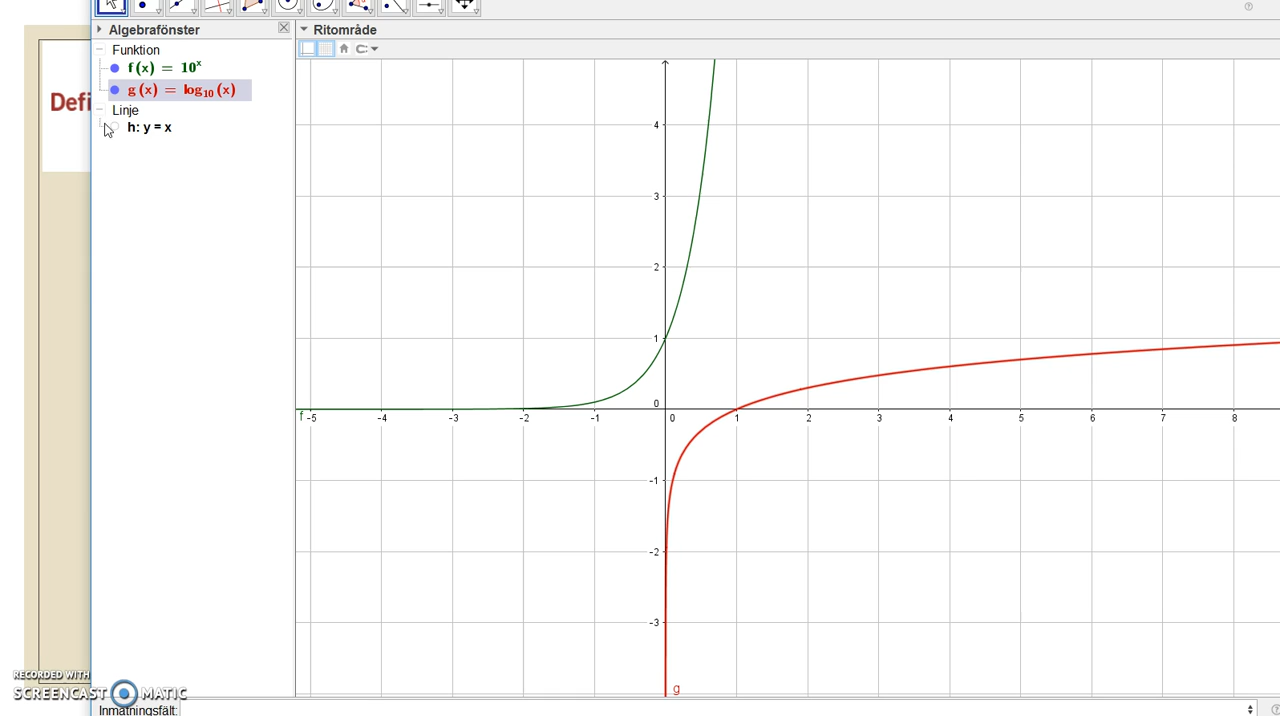 Algebrafönster
Ritområde
Funktion
f(x) = 10^x
g(x) = log₁₀(x)
Linje
h: y = x
Defi
4
3
2
1
0
-5 -4 -3 -2 -1 0 1 2 3 4 5 6 7 8
-1
-2
-3
f
g
RECORDED WITH
SCREENCAST MATIC
Inmatningsfält: